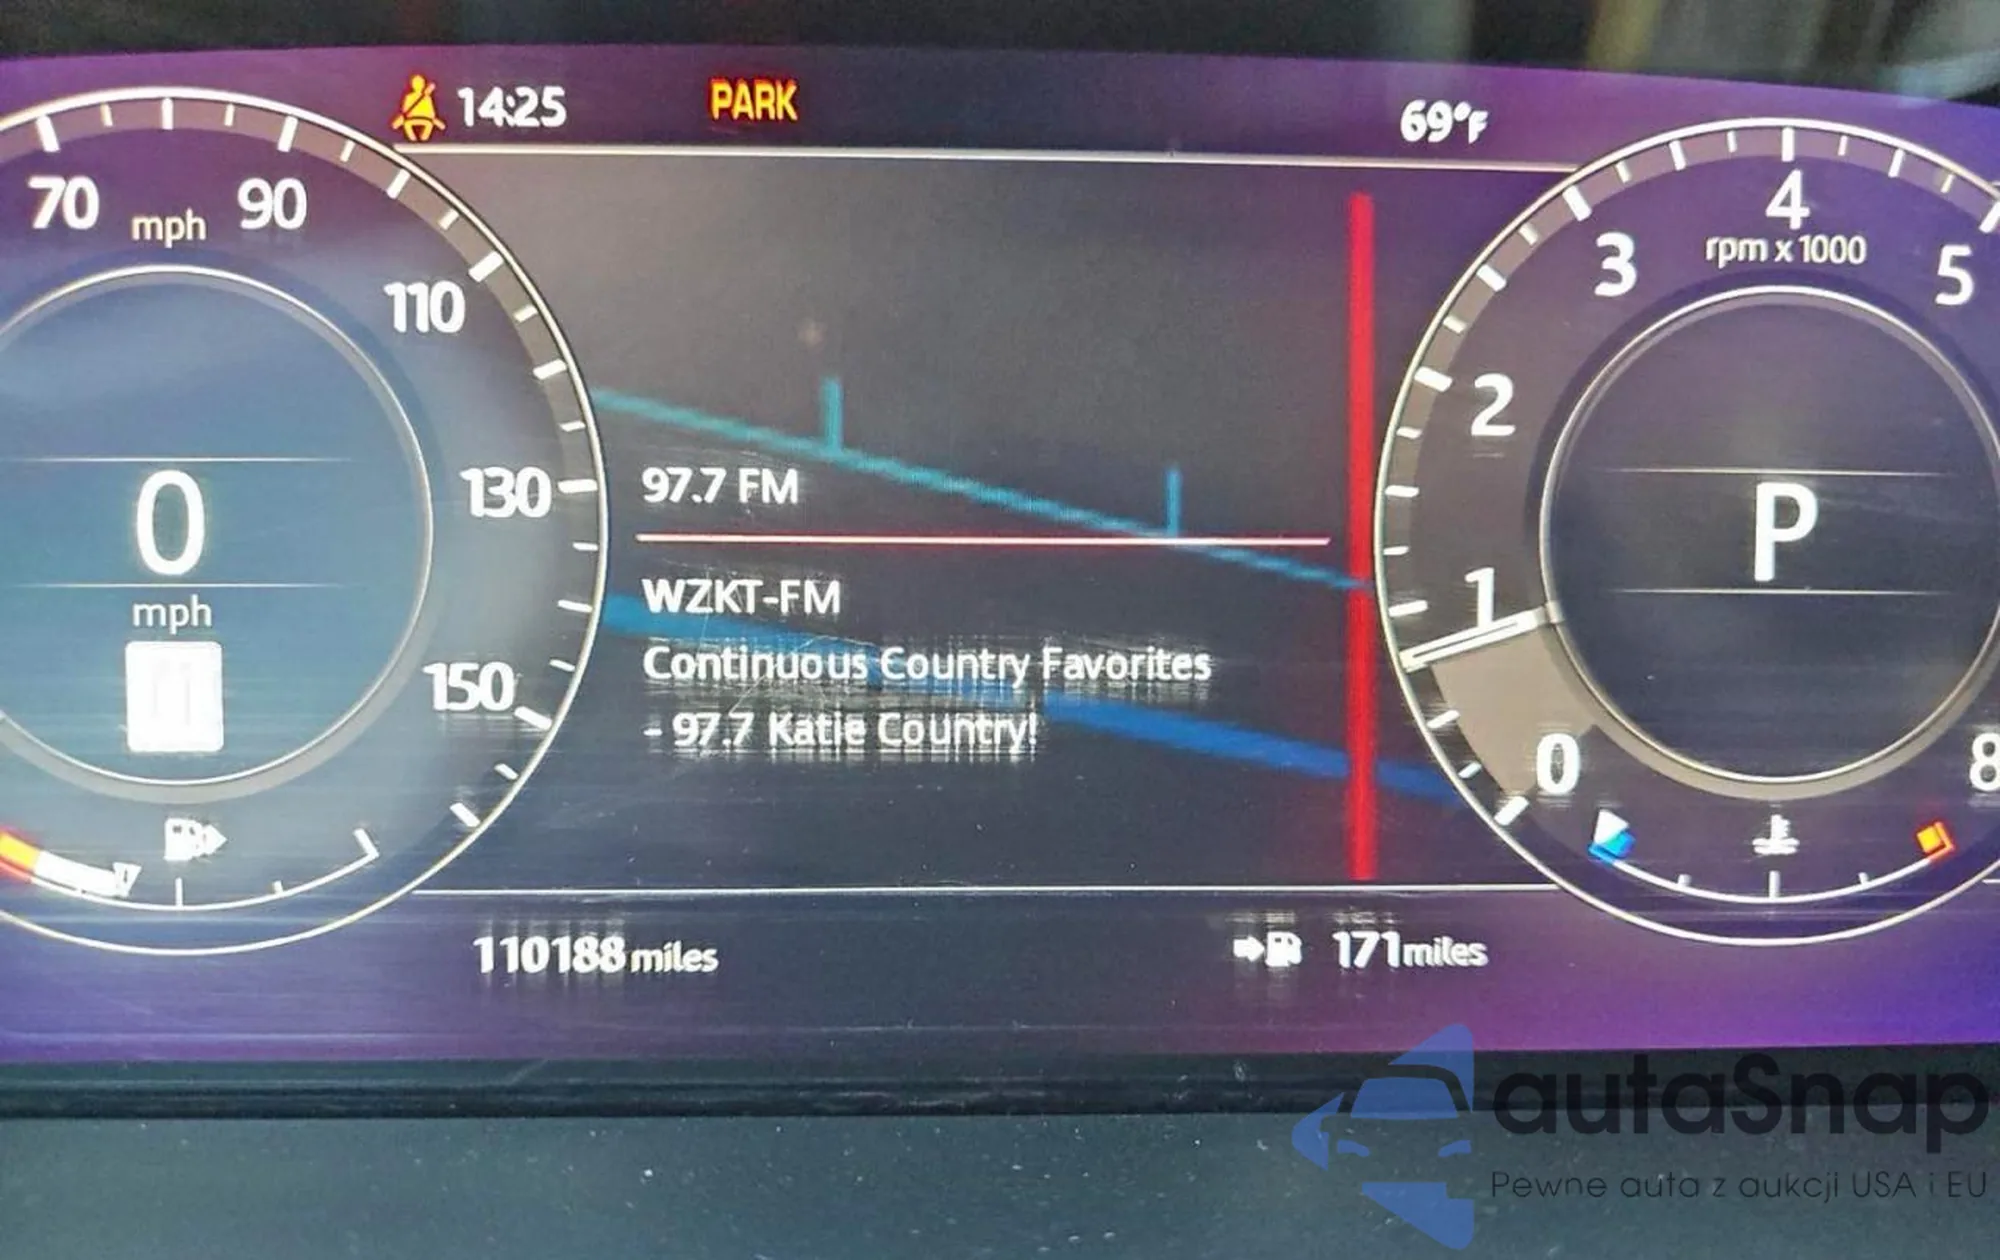 14:25
PARK
69°F
70
mph
90
110
130
150
0
mph
97.7 FM
WZKT-FM
Continuous Country Favorites
- 97.7 Katie Country!
4
rpm x 1000
3
5
2
1
0
8
P
110188 miles
171 miles
autaSnap
Pewne auta z aukcji USA i EU